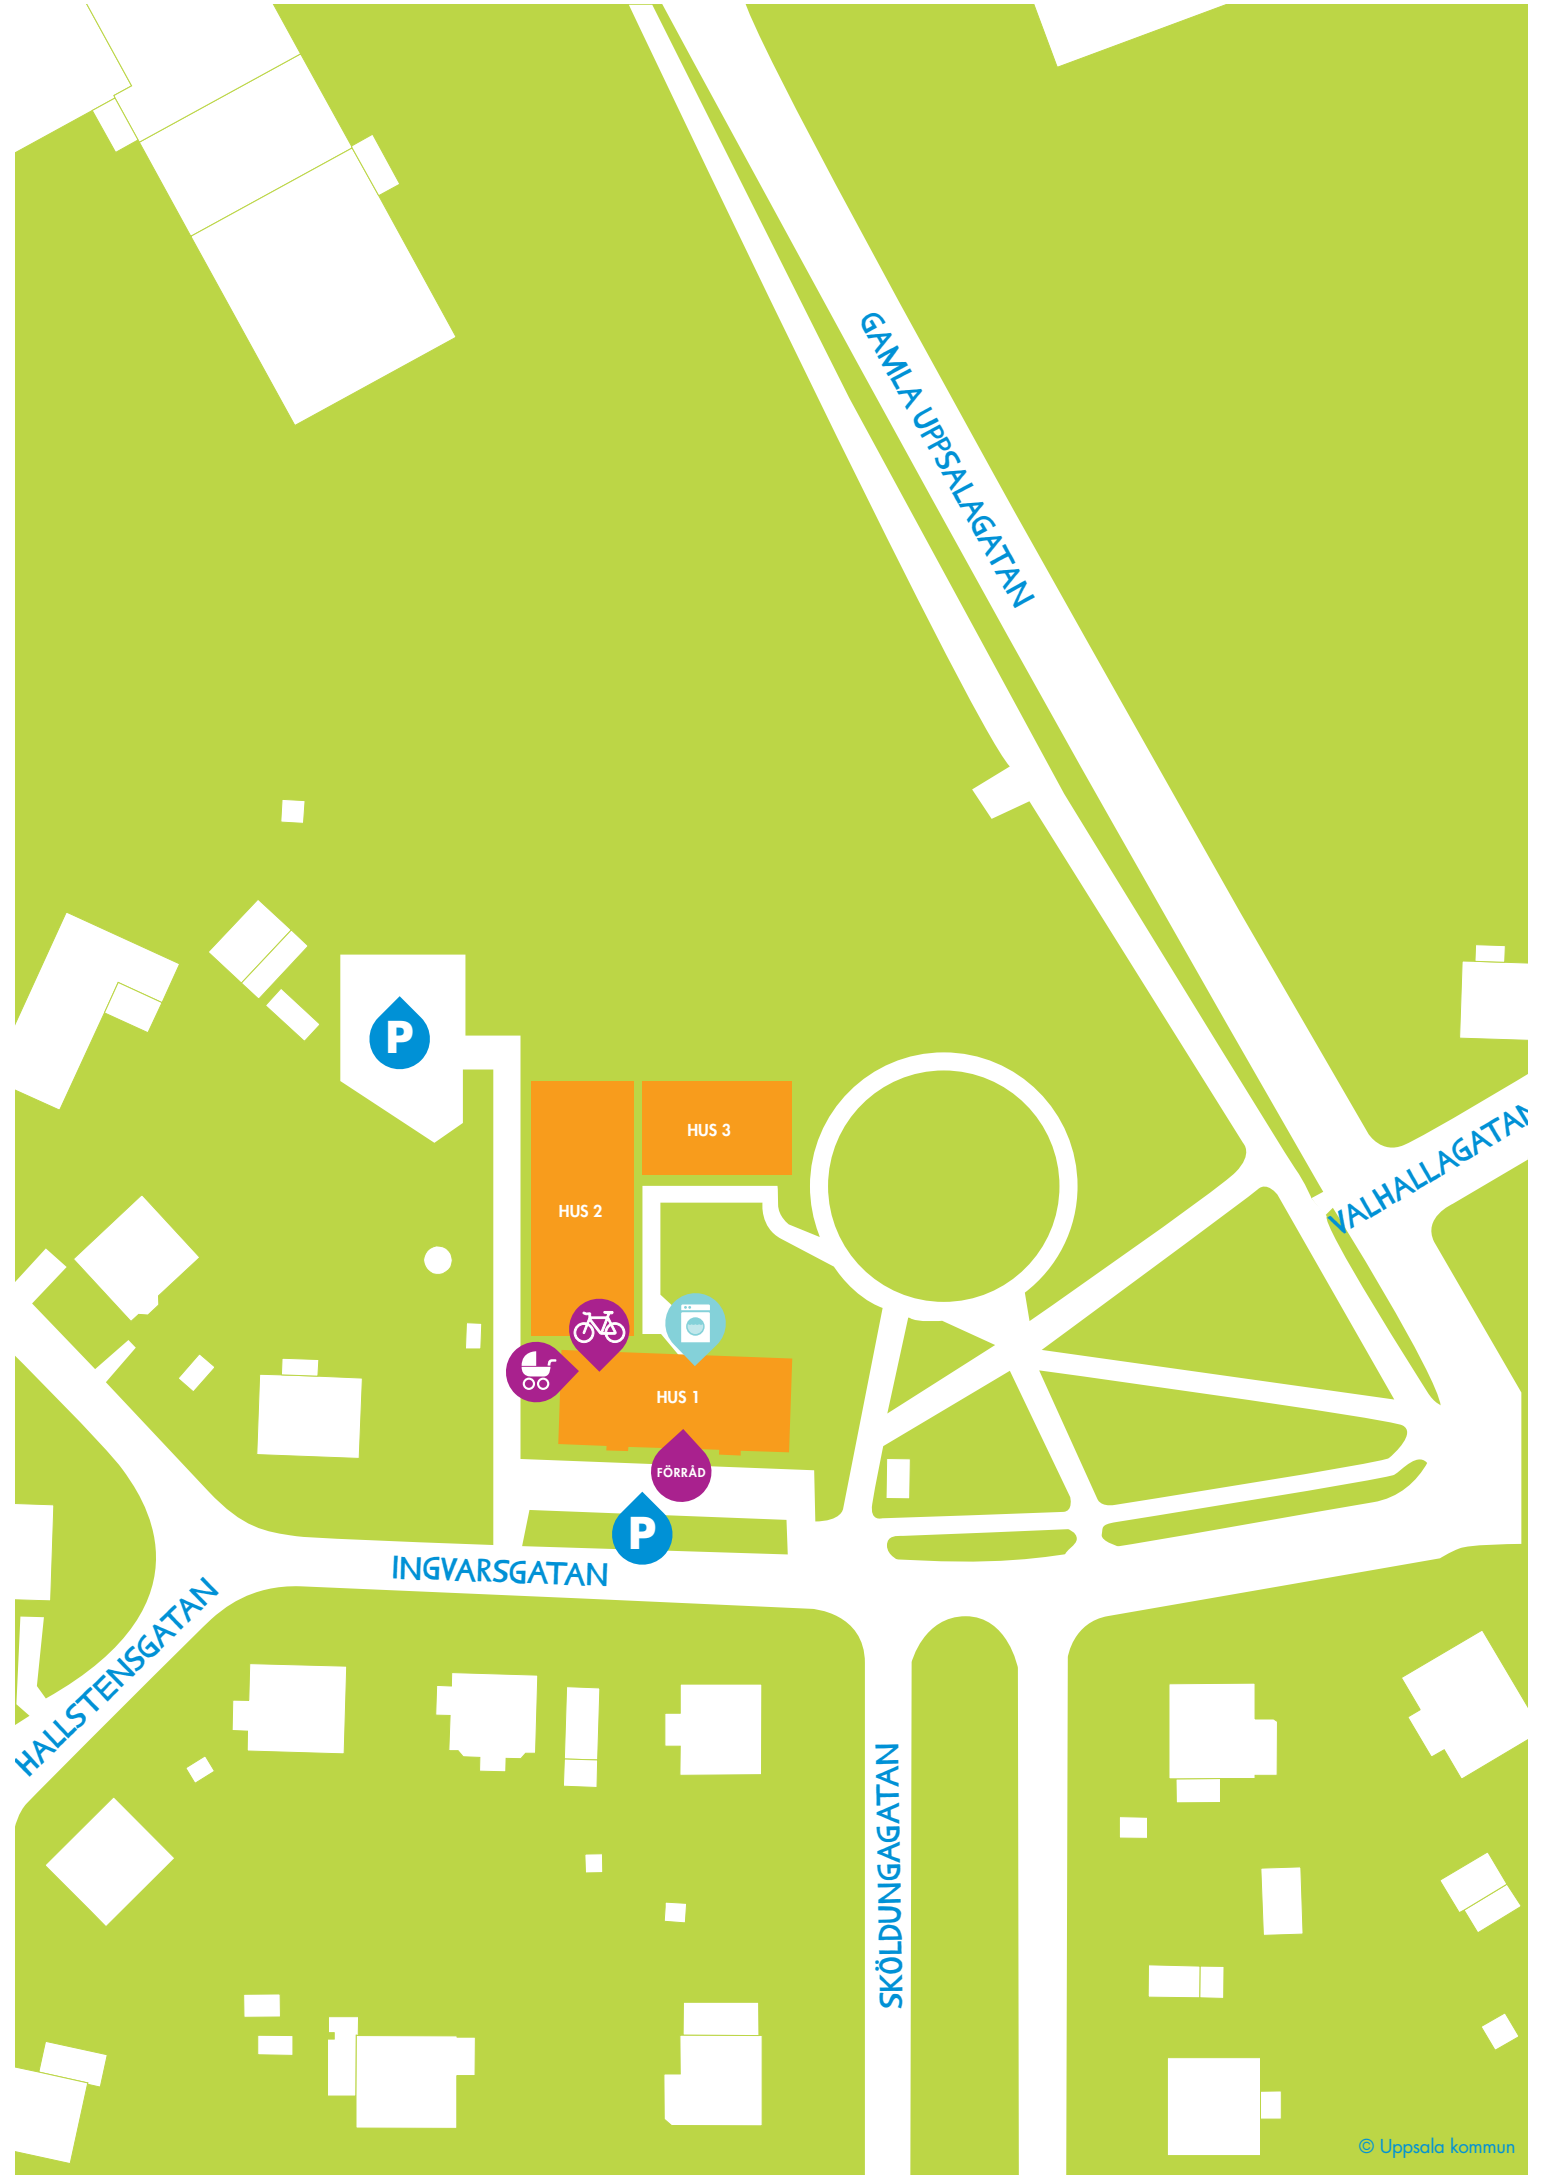 GAMLA UPPSALAGATAN
P
VALHALLAGATAN
HUS 3
HUS 2
HUS 1
FÖRRÅD
P
INGVARSGATAN
HALLSTENSGATAN
SKÖLDUNGAGATAN
© Uppsala kommun